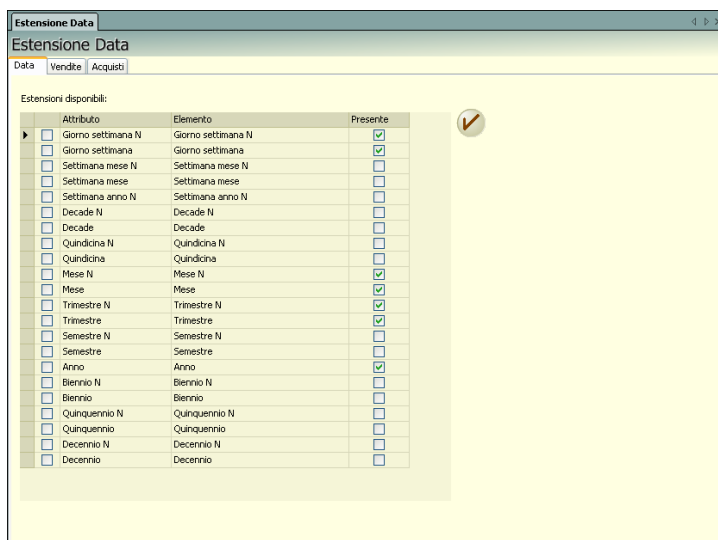 Estensione Data
Estensione Data
Data Vendite Acquisti
Estensioni disponibili:
Attributo Elemento Presente
Giorno settimana N Giorno settimana N
Giorno settimana Giorno settimana
Settimana mese N Settimana mese N
Settimana mese Settimana mese
Settimana anno N Settimana anno N
Decade N Decade N
Decade Decade
Quindicina N Quindicina N
Quindicina Quindicina
Mese N Mese N
Mese Mese
Trimestre N Trimestre N
Trimestre Trimestre
Semestre N Semestre N
Semestre Semestre
Anno Anno
Biennio N Biennio N
Biennio Biennio
Quinquennio N Quinquennio N
Quinquennio Quinquennio
Decennio N Decennio N
Decennio Decennio